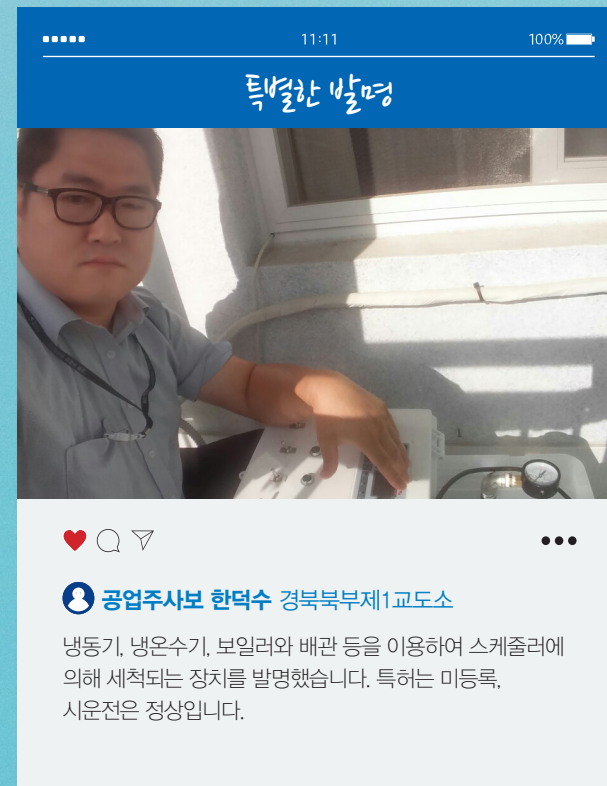 11:11
100%
특별한 발명
공업주사보 한덕수 경북북부제1교도소
냉동기, 냉온수기, 보일러와 배관 등을 이용하여 스케줄러에
의해 세척되는 장치를 발명했습니다. 특허는 미등록,
시운전은 정상입니다.